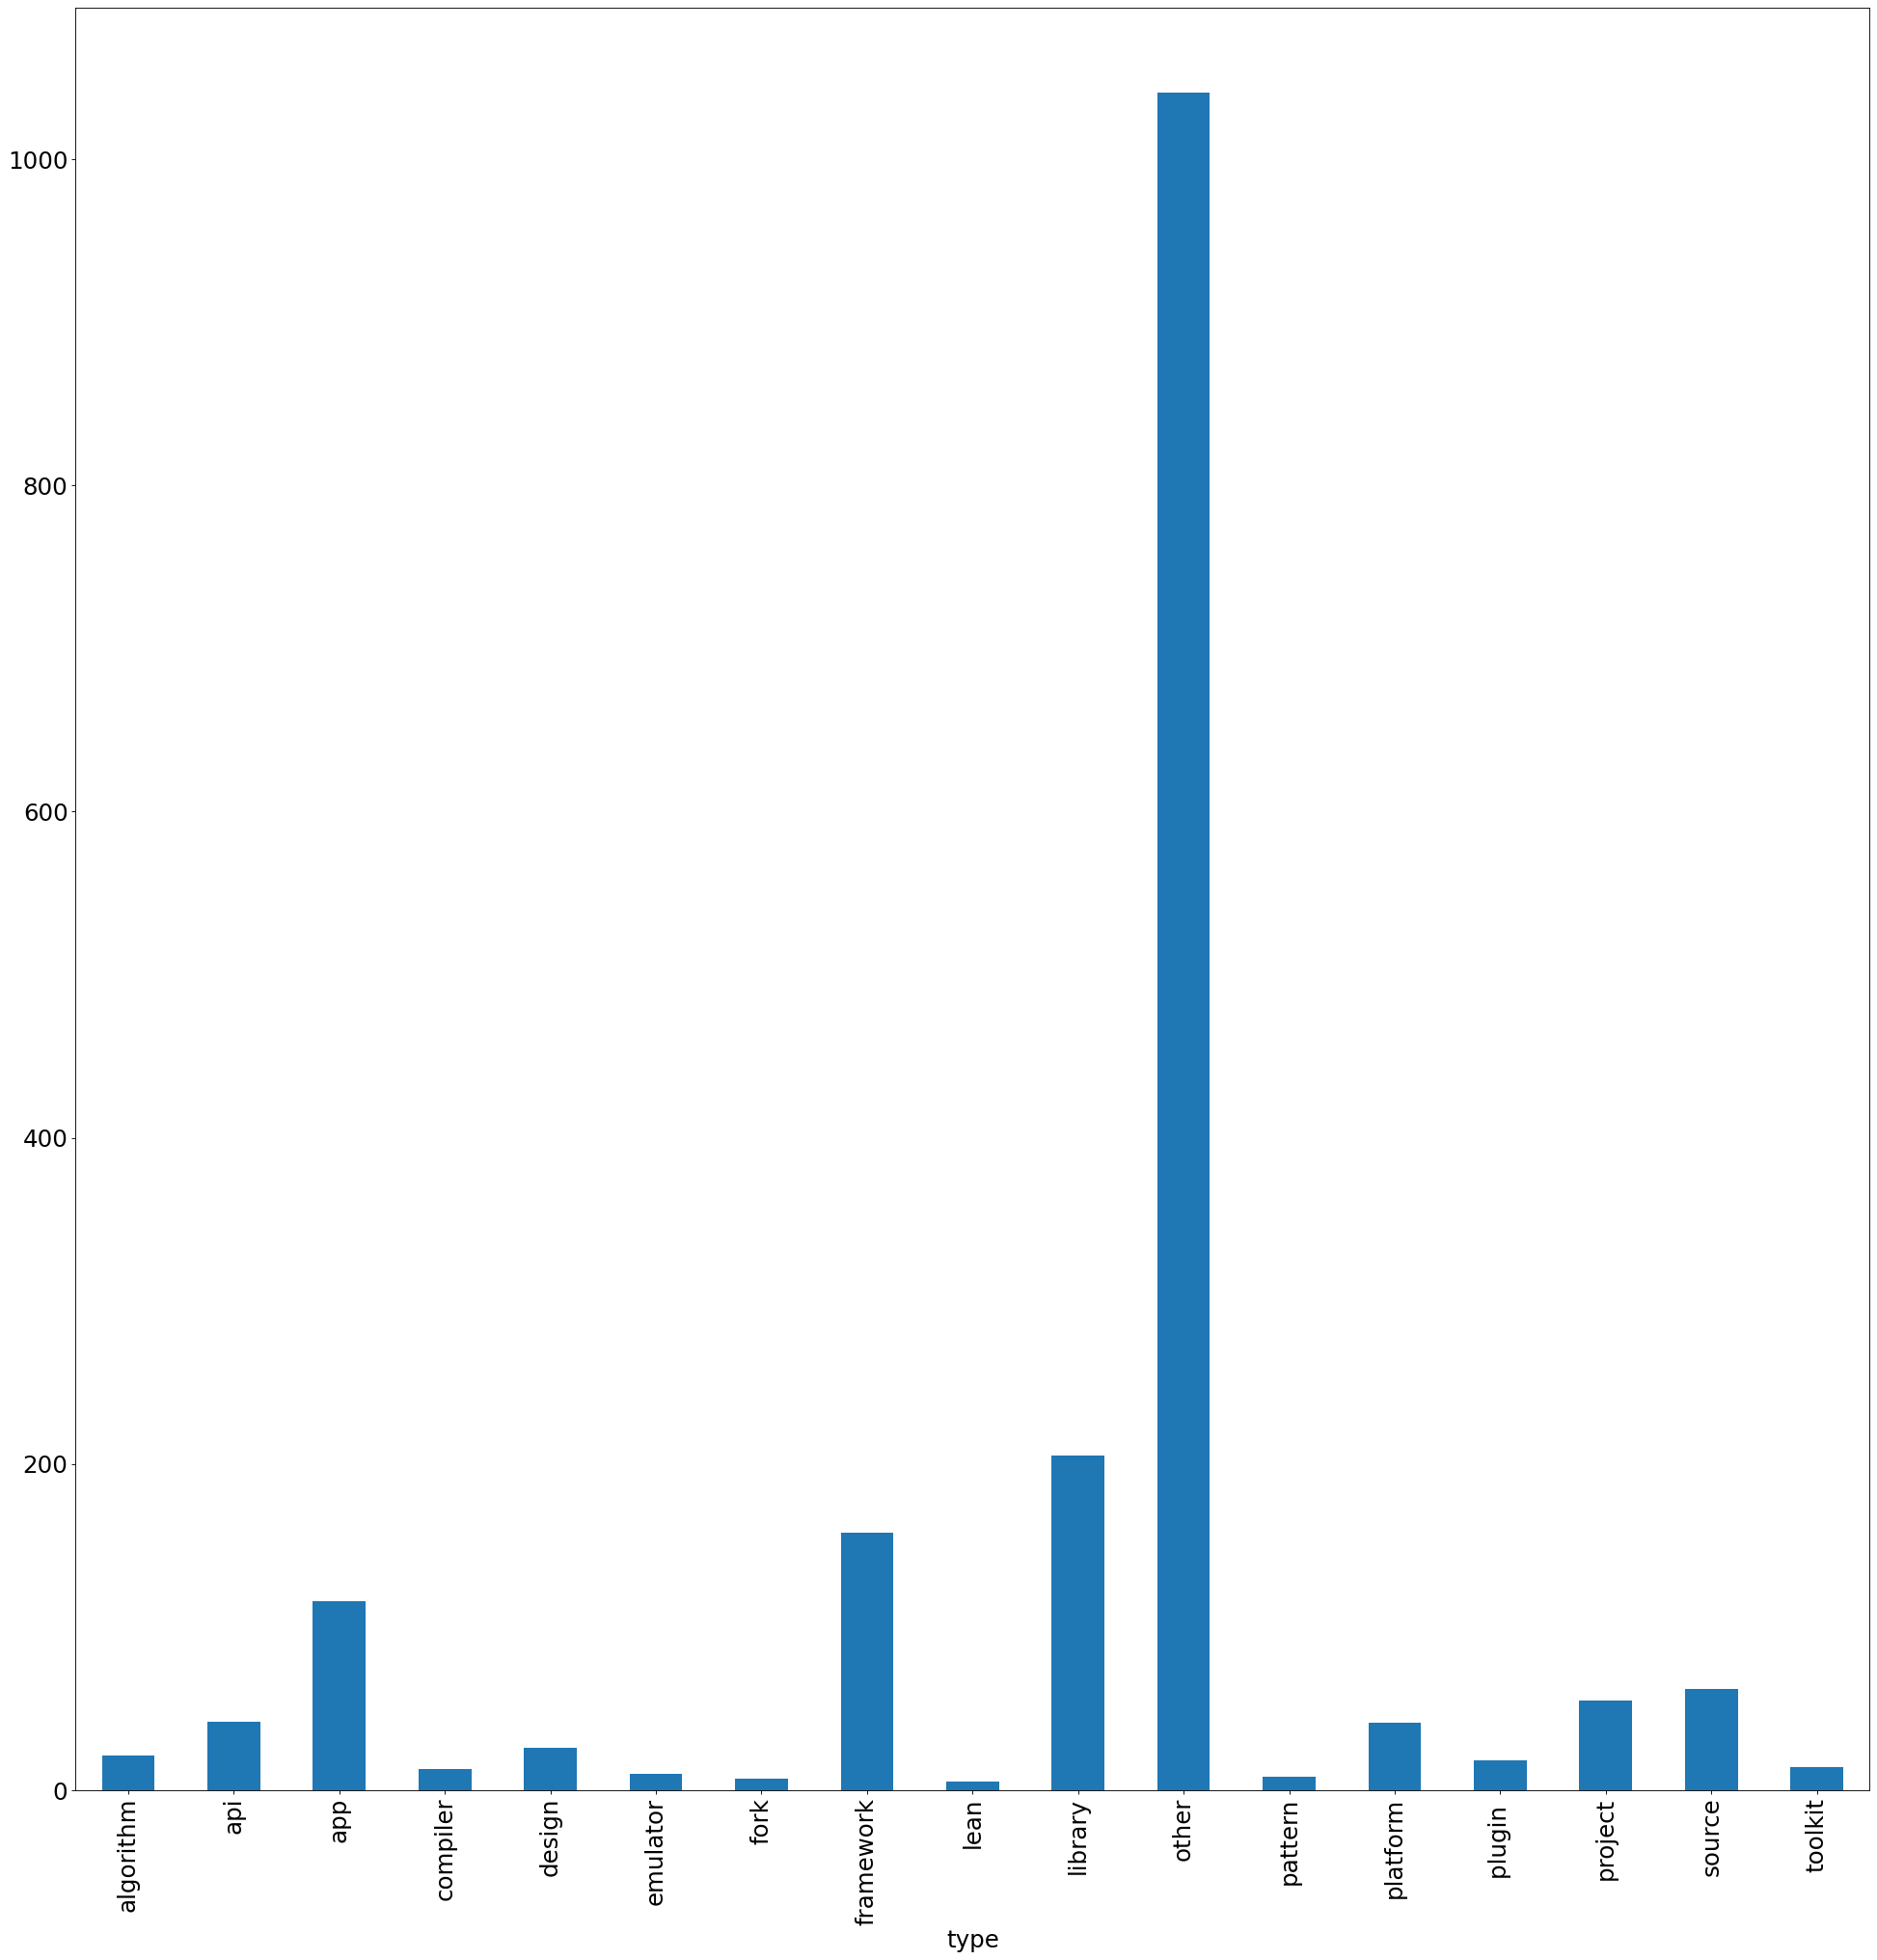 1000
800
600
400
200
0
algorithm
api
app
compiler
design
emulator
fork
framework
lean
library
other
pattern
platform
plugin
project
source
toolkit
type